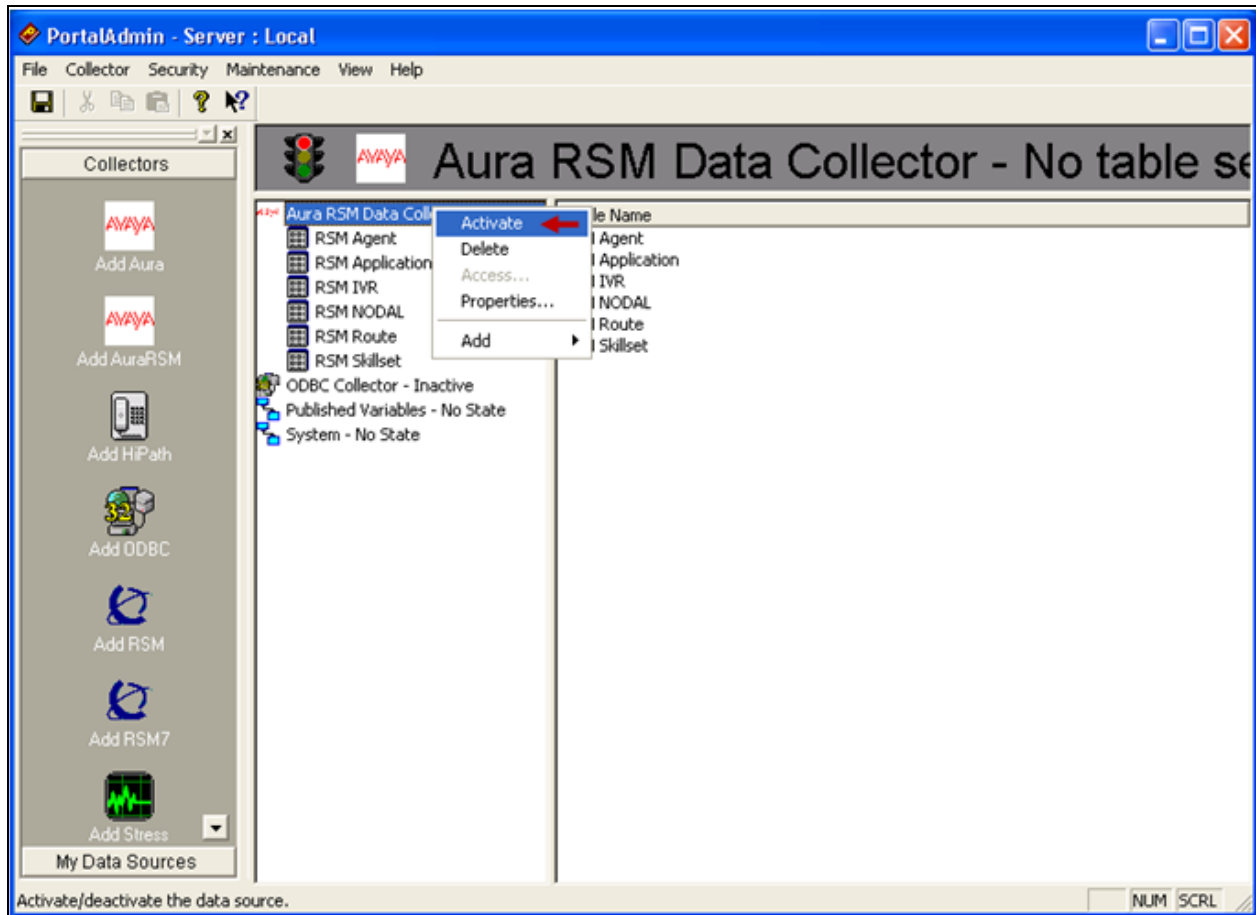 PortalAdmin - Server : Local
File Collector Security Maintenance View Help
Collectors
AVAYA
Add Aura
AVAYA
Add AuraRSM
Add HiPath
32
Add ODBC
Add RSM
Add RSM7
Add Stress
My Data Sources
AVAYA Aura RSM Data Collector - No table se
Aura RSM Data Coll
RSM Agent
RSM Application
RSM IVR
RSM NODAL
RSM Route
RSM Skillset
ODBC Collector - Inactive
Published Variables - No State
System - No State
Activate
Delete
Access...
Properties...
Add
le Name
Agent
Application
IVR
NODAL
Route
Skillset
Activate/deactivate the data source.
NUM SCRL